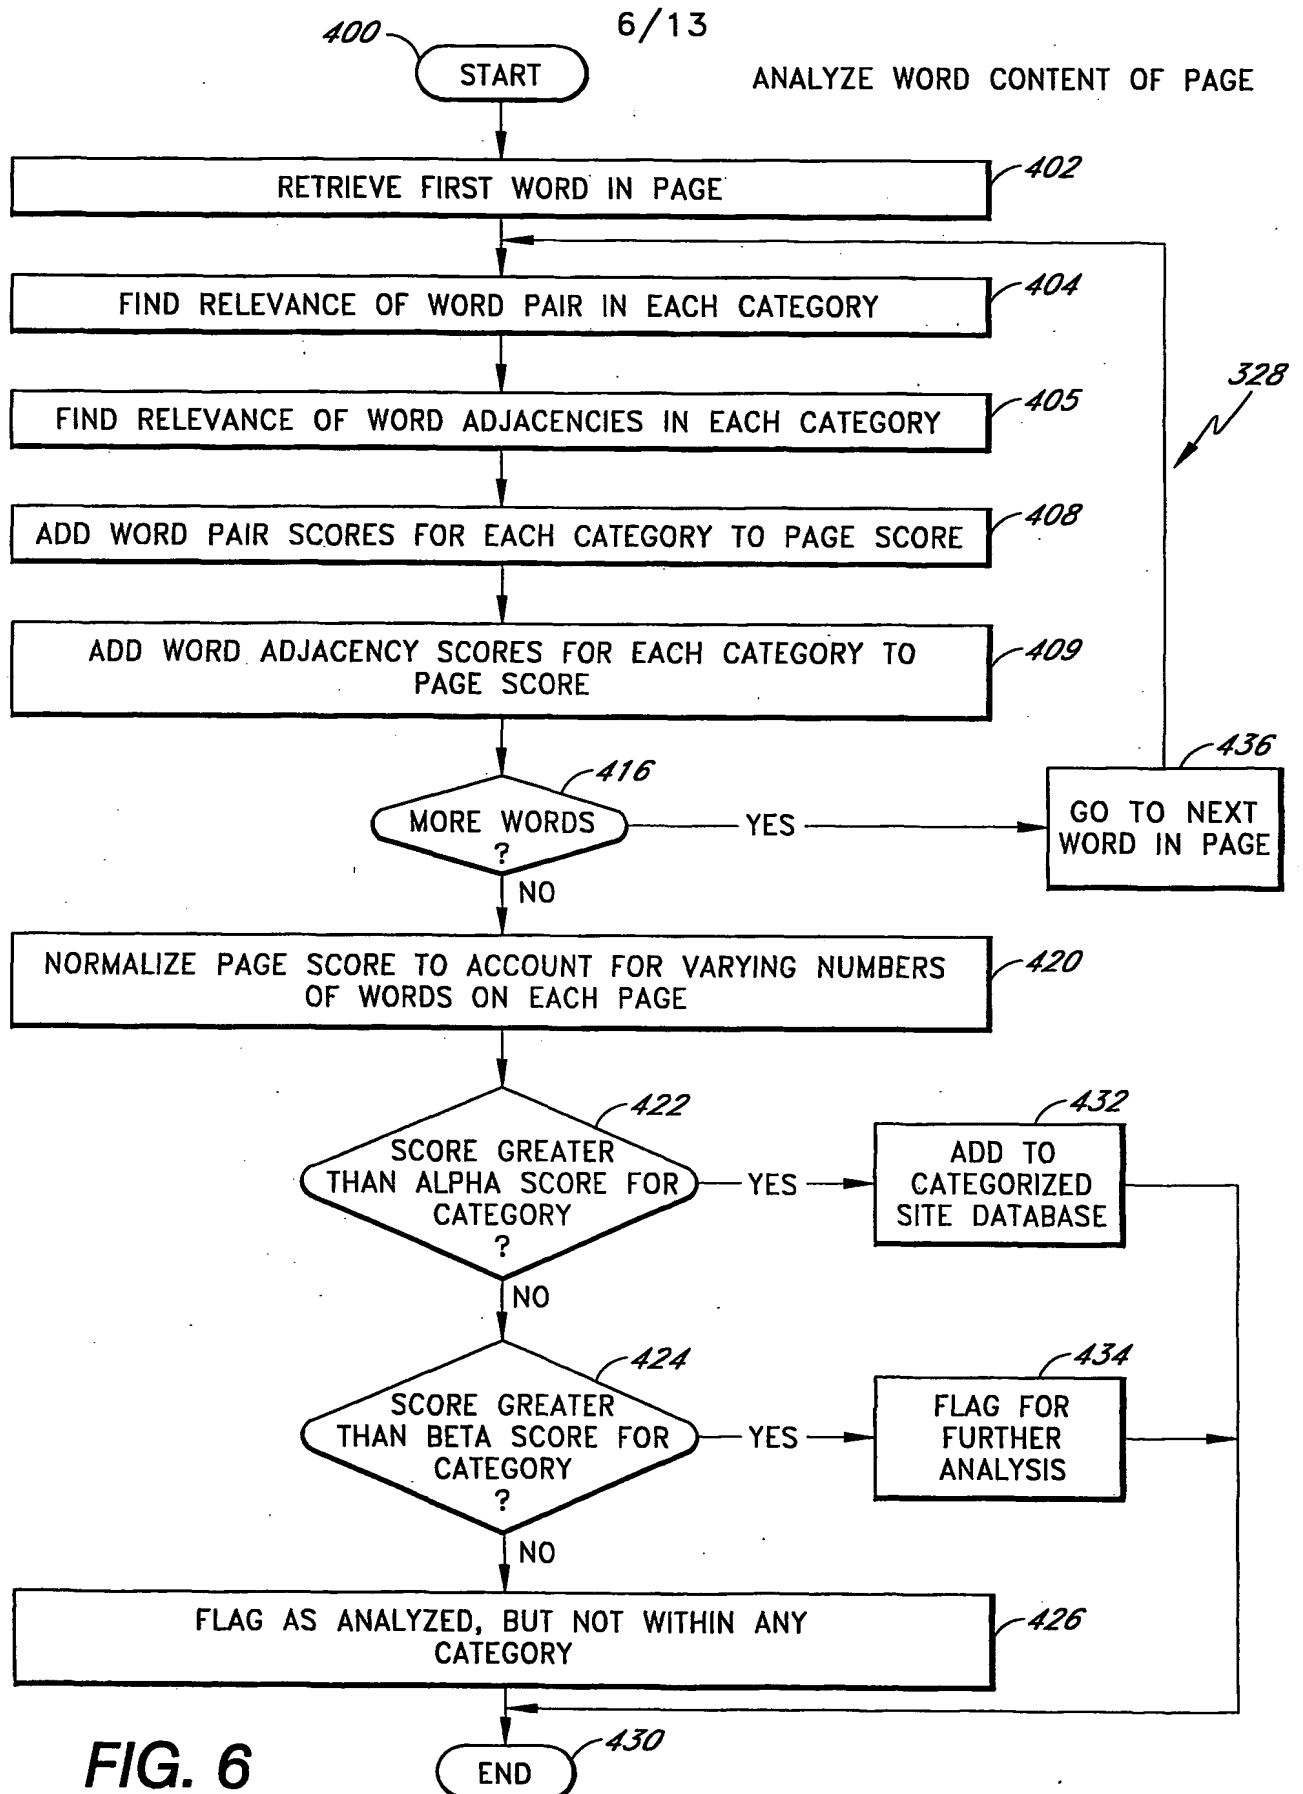 6/13
400
START
ANALYZE WORD CONTENT OF PAGE
RETRIEVE FIRST WORD IN PAGE
402
FIND RELEVANCE OF WORD PAIR IN EACH CATEGORY
404
328
FIND RELEVANCE OF WORD ADJACENCIES IN EACH CATEGORY
405
ADD WORD PAIR SCORES FOR EACH CATEGORY TO PAGE SCORE
408
ADD WORD ADJACENCY SCORES FOR EACH CATEGORY TO
PAGE SCORE
409
416
MORE WORDS
?
YES
NO
436
GO TO NEXT
WORD IN PAGE
NORMALIZE PAGE SCORE TO ACCOUNT FOR VARYING NUMBERS
OF WORDS ON EACH PAGE
420
422
SCORE GREATER
THAN ALPHA SCORE FOR
CATEGORY
?
YES
NO
432
ADD TO
CATEGORIZED
SITE DATABASE
424
SCORE GREATER
THAN BETA SCORE FOR
CATEGORY
?
YES
NO
434
FLAG FOR
FURTHER
ANALYSIS
FLAG AS ANALYZED, BUT NOT WITHIN ANY
CATEGORY
426
430
END
FIG. 6